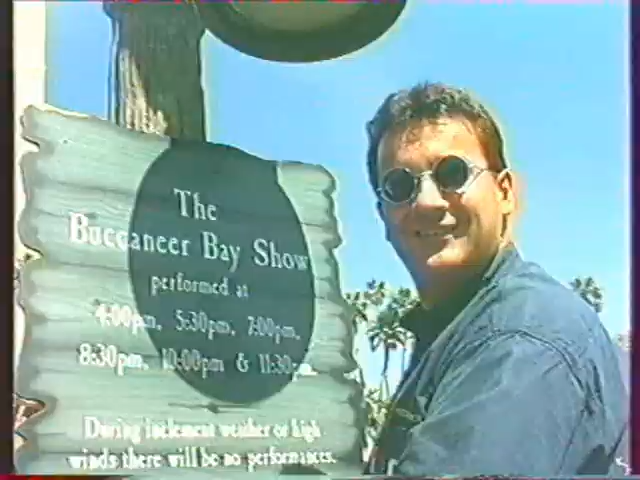 The
Buccaneer Bay Show
performed at
4:00pm, 5:30pm, 7:00pm,
8:30pm, 10:00pm & 11:30pm.
During inclement weather or high
winds there will be no performances.